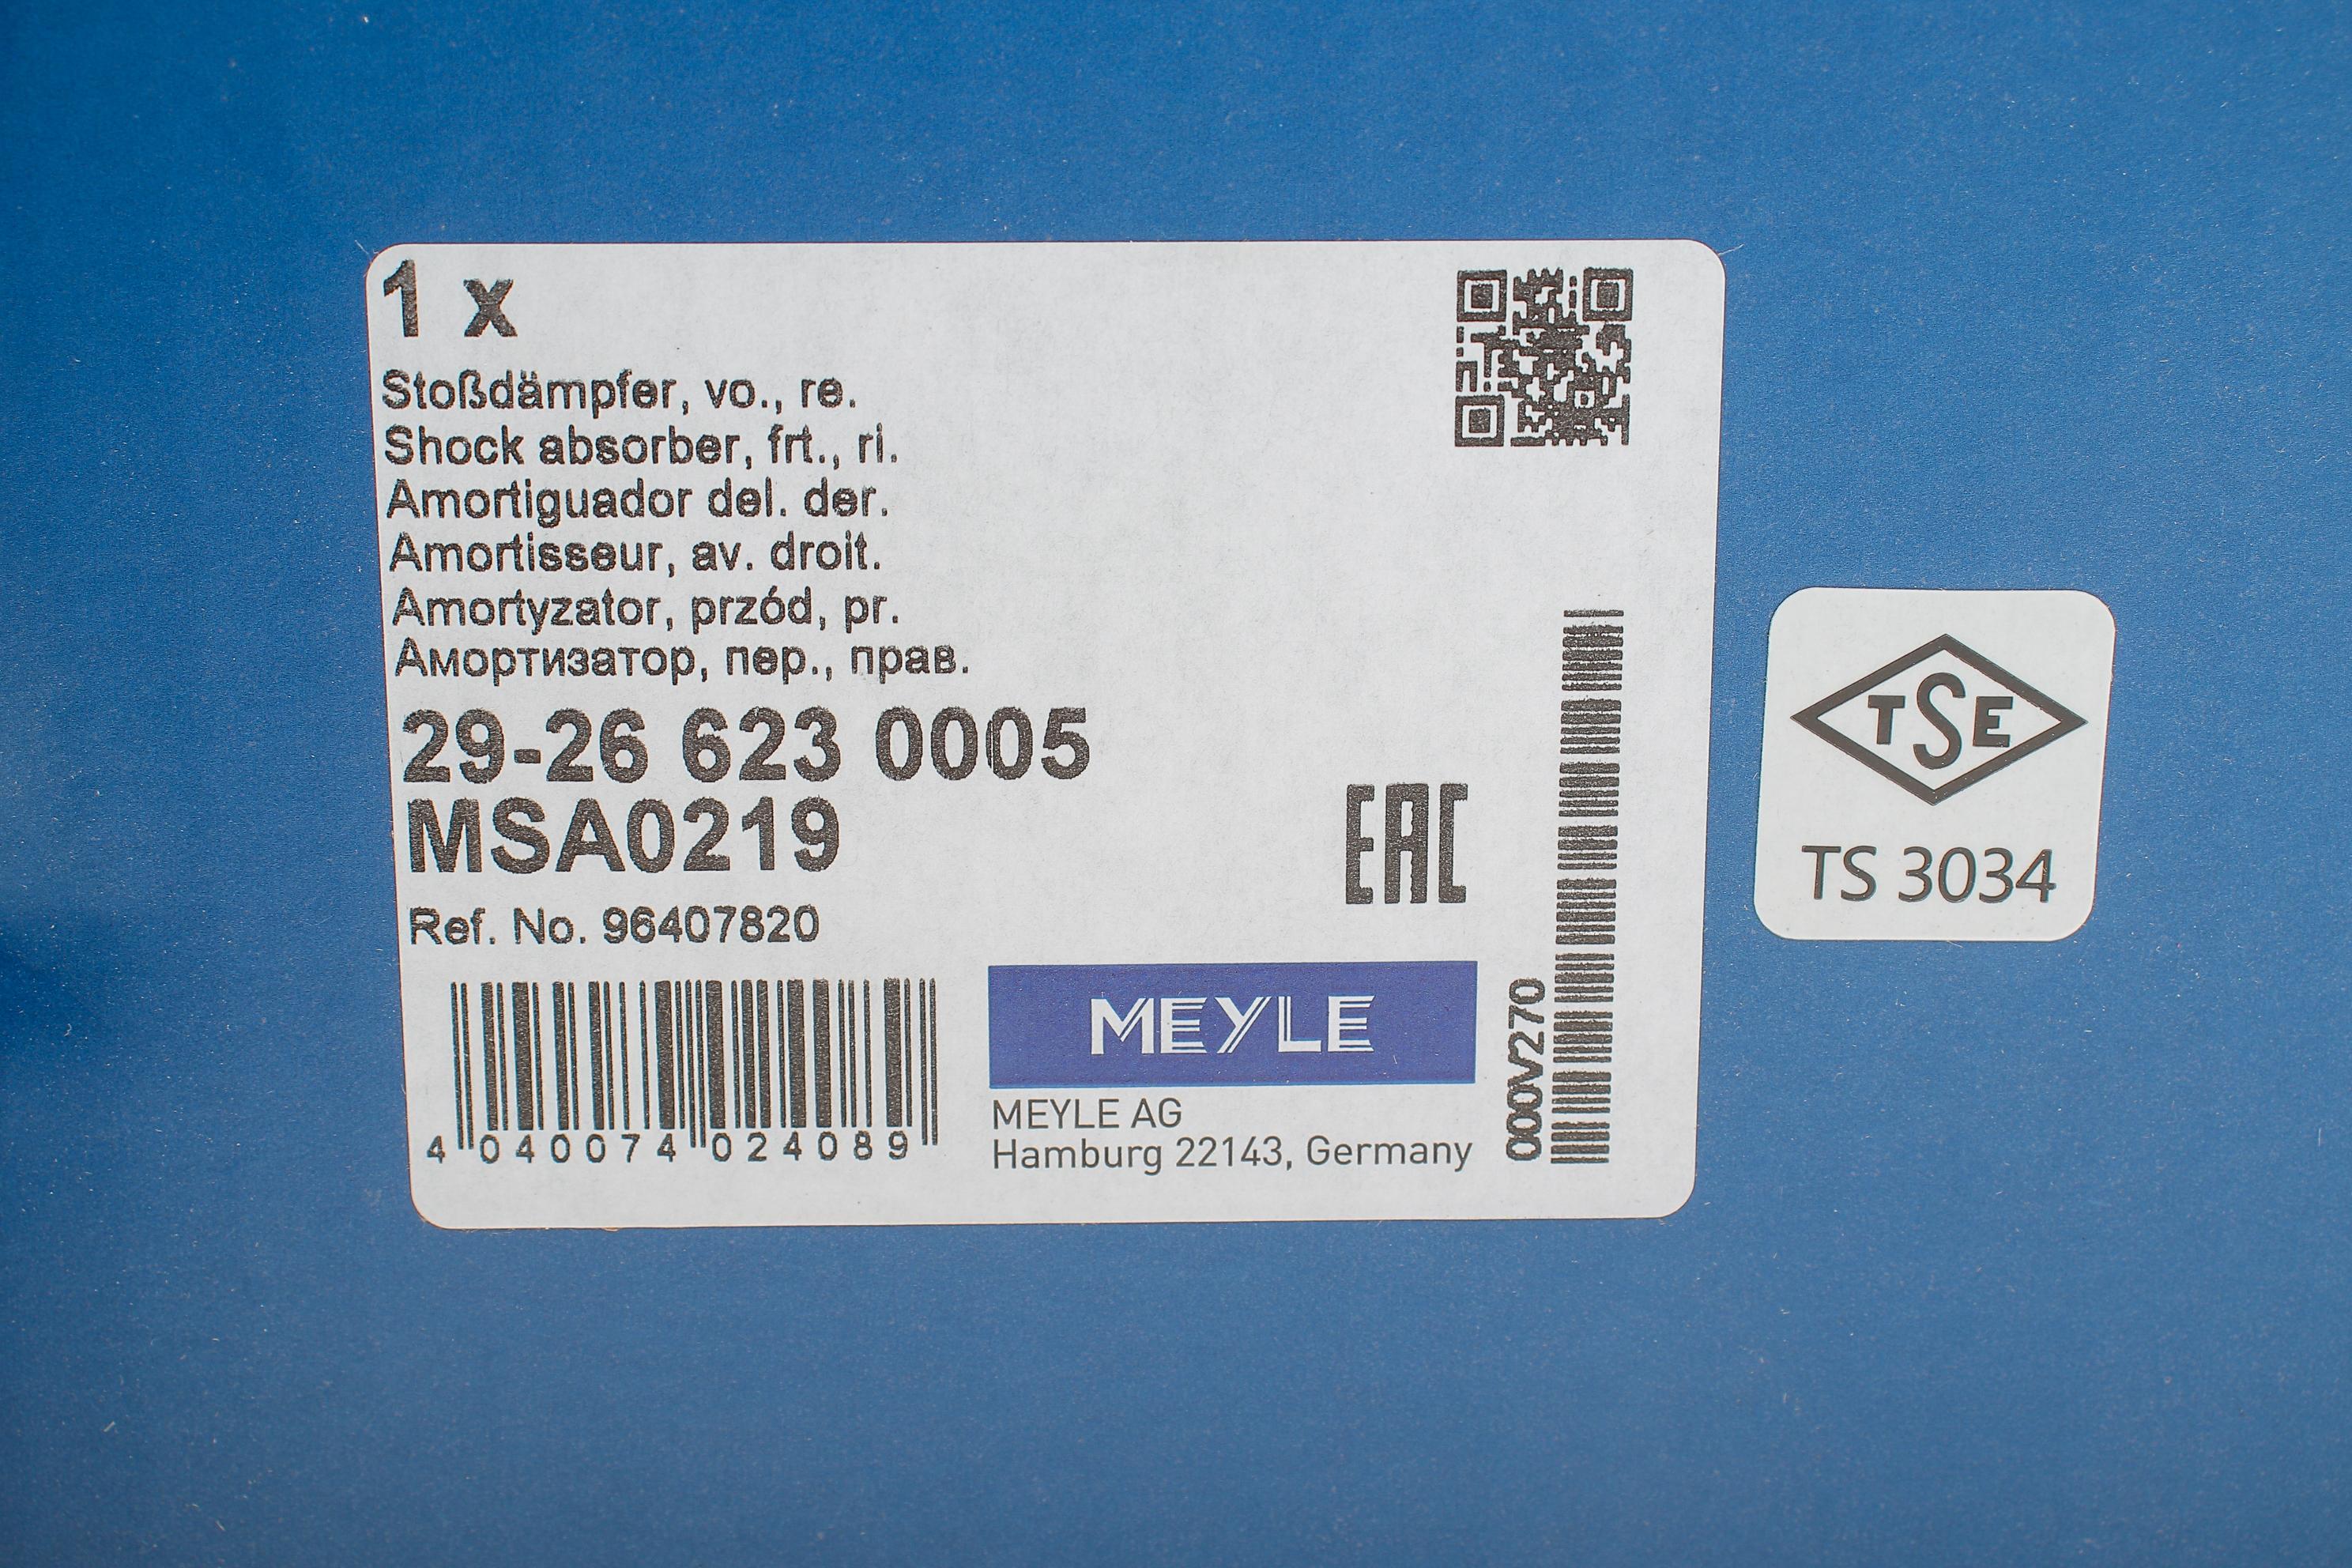 1 x
Stoßdämpfer, vo., re.
Shock absorber, frt., ri.
Amortiguador del. der.
Amortisseur, av. droit.
Amortyzator, przód, pr.
Амортизатор, пер., прав.
29-26 623 0005
MSA0219
Ref. No. 96407820
EAC
4 040074 024089
MEYLE
MEYLE AG
Hamburg 22143, Germany
000V270
TSE
TS 3034